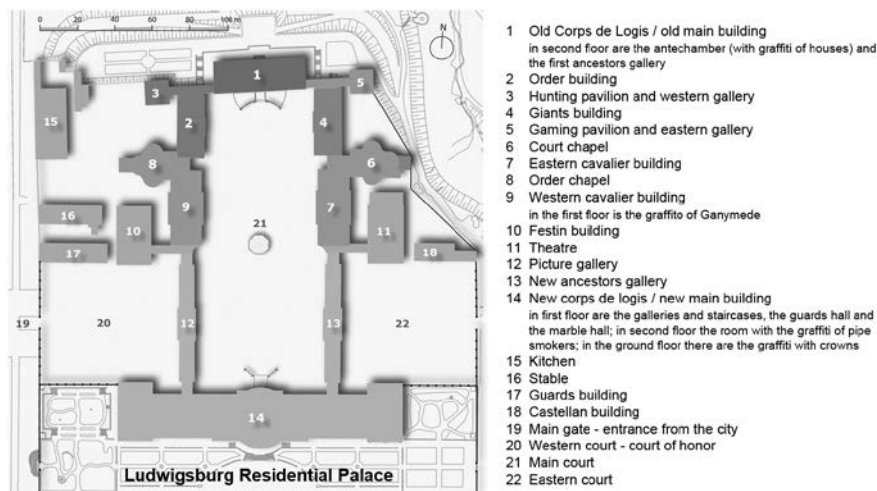 0 20 40 60 80 100 m
N
1
5
3
15
2
4
8
6
9
7
16
10
21
11
17
18
19
20
12
13
22
14
Ludwigsburg Residential Palace
1 Old Corps de Logis / old main building
in second floor are the antechamber (with graffiti of houses) and
the first ancestors gallery
2 Order building
3 Hunting pavilion and western gallery
4 Giants building
5 Gaming pavilion and eastern gallery
6 Court chapel
7 Eastern cavalier building
8 Order chapel
9 Western cavalier building
in the first floor is the graffito of Ganymede
10 Festin building
11 Theatre
12 Picture gallery
13 New ancestors gallery
14 New corps de logis / new main building
in first floor are the galleries and staircases, the guards hall and
the marble hall; in second floor the room with the graffiti of pipe
smokers; in the ground floor there are the graffiti with crowns
15 Kitchen
16 Stable
17 Guards building
18 Castellan building
19 Main gate - entrance from the city
20 Western court - court of honor
21 Main court
22 Eastern court